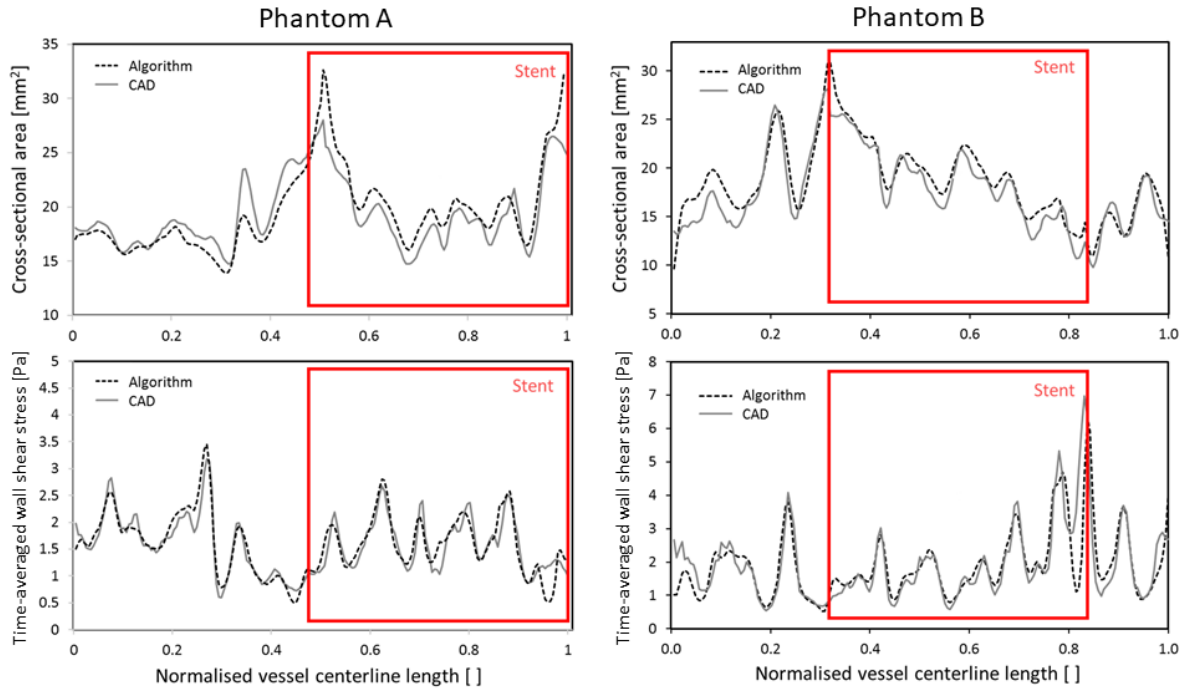 Phantom A
Cross-sectional area [mm²]
35
30
25
20
15
10
Algorithm
CAD
Stent
0
0.2
0.4
0.6
0.8
1
Phantom B
Cross-sectional area [mm²]
30
25
20
15
10
5
Algorithm
CAD
Stent
0.0
0.2
0.4
0.6
0.8
1.0
Time-averaged wall shear stress [Pa]
5
4.5
4
3.5
3
2.5
2
1.5
1
0.5
0
Algorithm
CAD
Stent
0
0.2
0.4
0.6
0.8
1
Normalised vessel centerline length [ ]
Time-averaged wall shear stress [Pa]
8
7
6
5
4
3
2
1
0
Algorithm
CAD
Stent
0.0
0.2
0.4
0.6
0.8
1.0
Normalised vessel centerline length [ ]